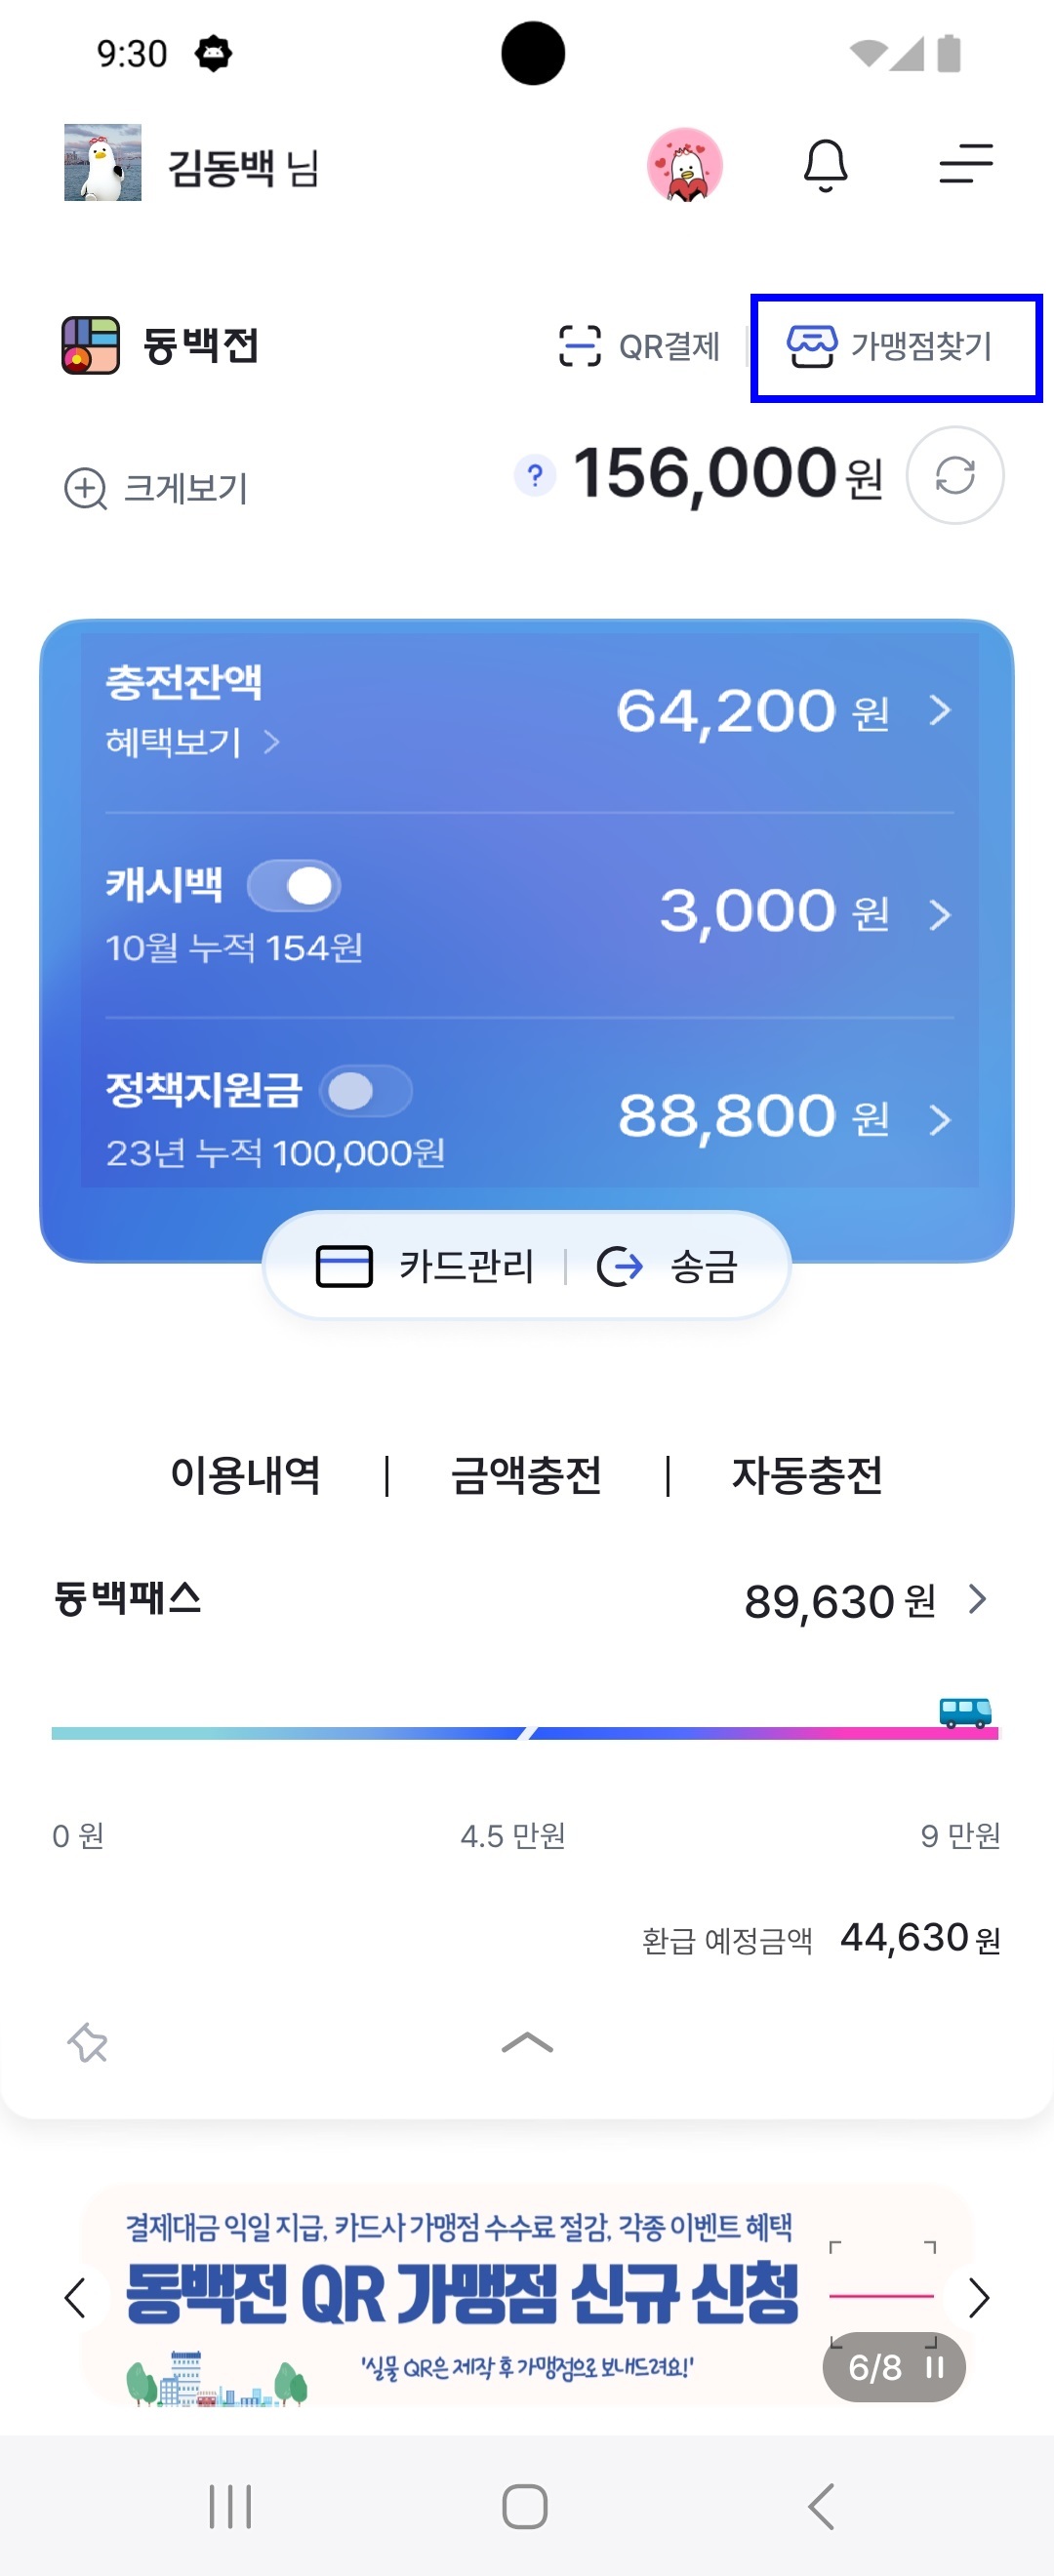 9:30
김동백 님
동백전 QR결제 가맹점찾기
크게보기 ? 156,000원
충전잔액 64,200 원
혜택보기 >
캐시백 3,000 원
10월 누적 154원
정책지원금 88,800 원
23년 누적 100,000원
카드관리 | 송금
이용내역 | 금액충전 | 자동충전
동백패스 89,630 원
0 원 4.5 만원 9 만원
환급 예정금액 44,630원
결제대금 익일 지급, 카드사 가맹점 수수료 절감, 각종 이벤트 혜택
동백전 QR 가맹점 신규 신청
'실물 QR은 제작 후 가맹점으로 보내드려요!'
6/8